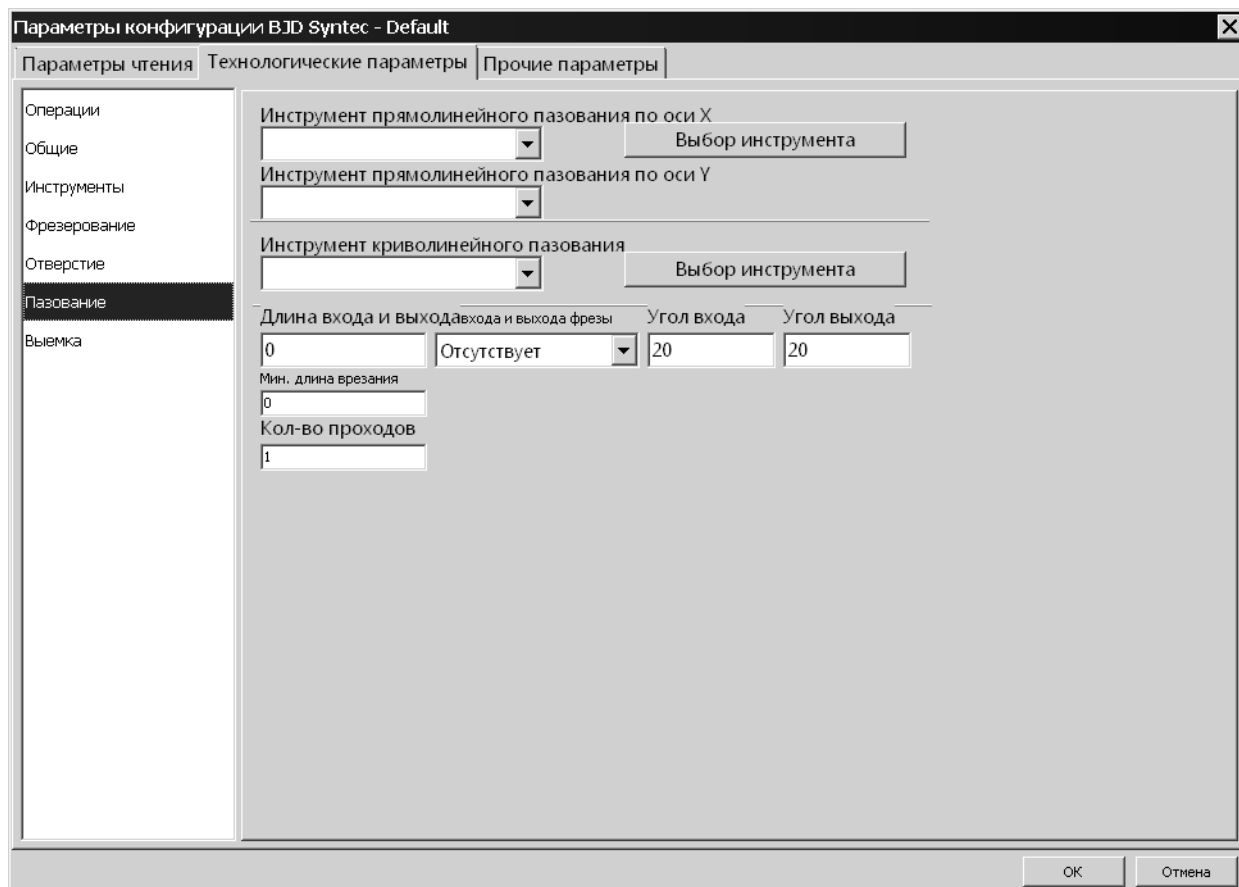 Параметры конфигурации BJD Syntec - Default
Параметры чтения Технологические параметры Прочие параметры
Операции
Общие
Инструменты
Фрезерование
Отверстие
Пазование
Выемка
Инструмент прямолинейного пазования по оси X
Выбор инструмента
Инструмент прямолинейного пазования по оси Y
Инструмент криволинейного пазования
Выбор инструмента
Длина входа и выхода входа и выхода фрезы Угол входа Угол выхода
0 Отсутствует 20 20
Мин. длина врезания
0
Кол-во проходов
1
OK Отмена